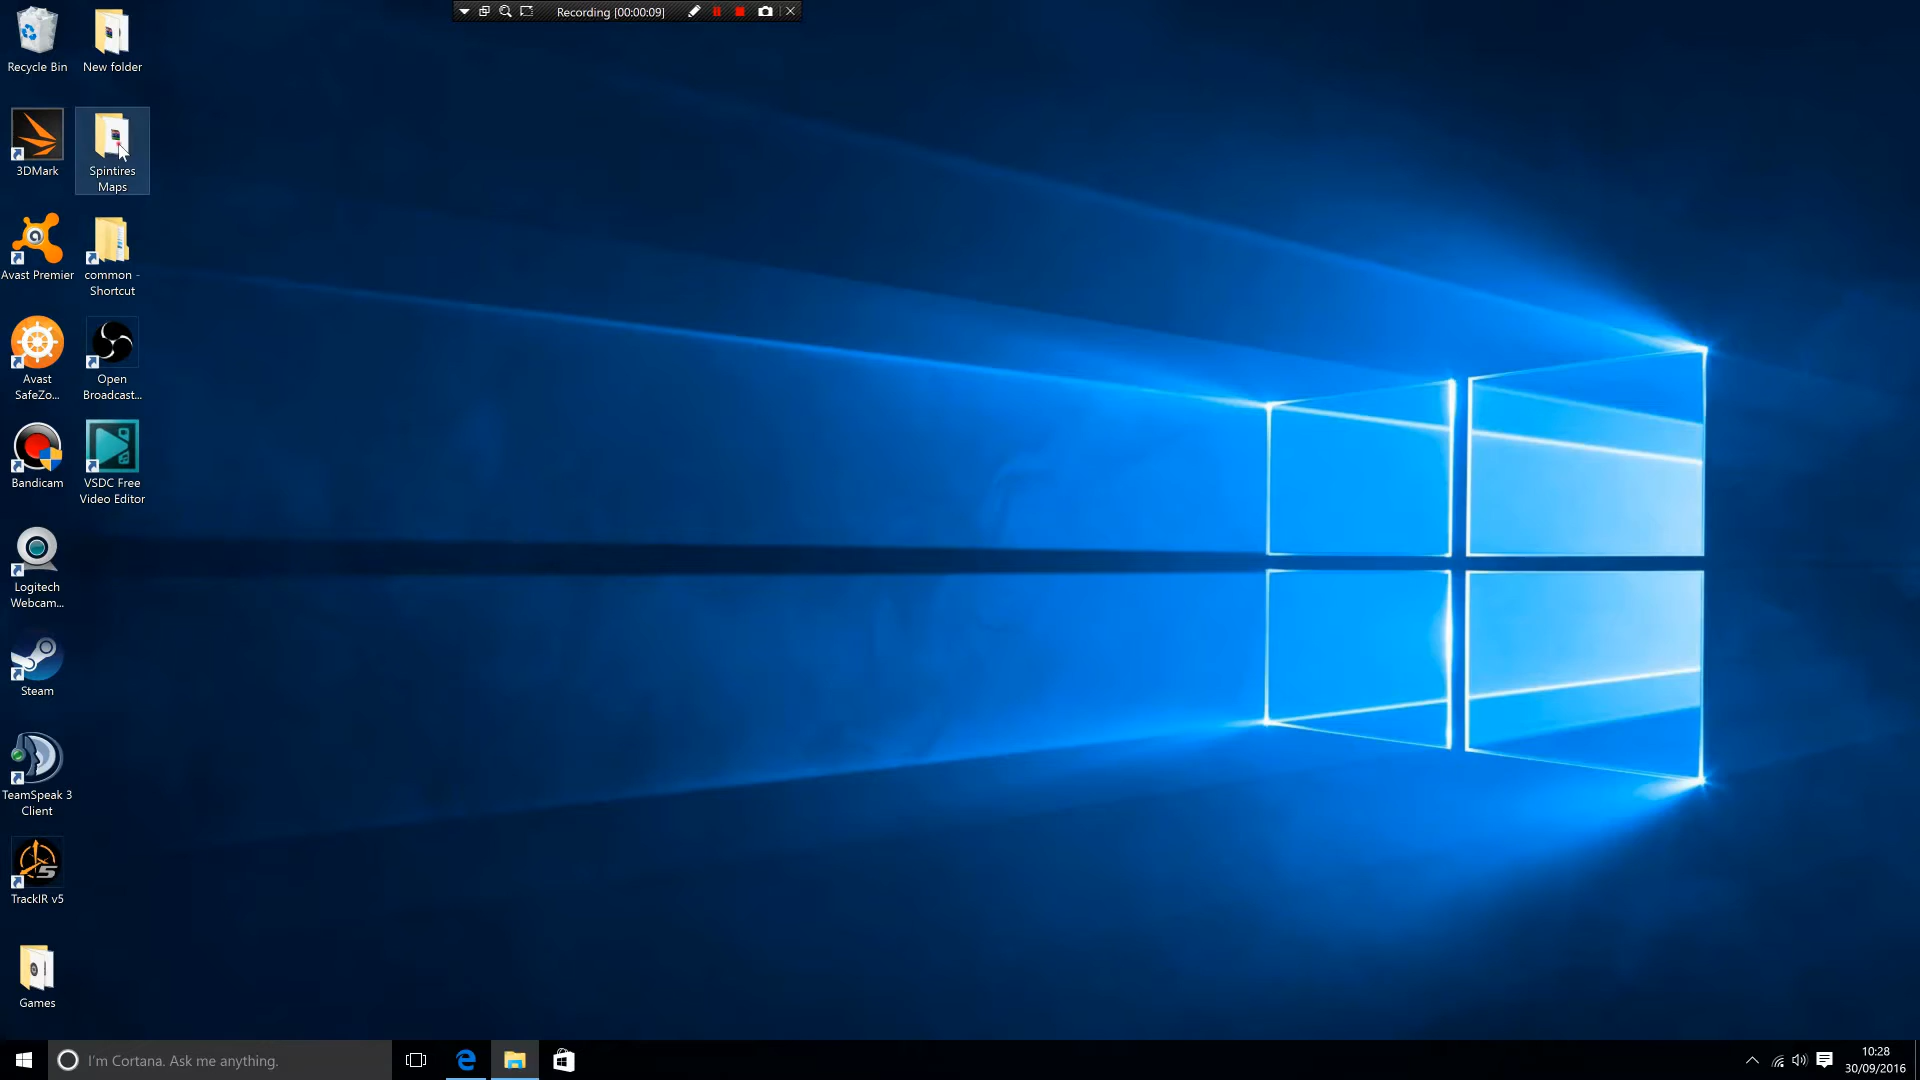 Recording [00:00:09]
Recycle Bin
New folder
3DMark
Spintires
Maps
Avast Premier
common -
Shortcut
Avast
SafeZo...
Open
Broadcast...
Bandicam
VSDC Free
Video Editor
Logitech
Webcam...
Steam
TeamSpeak 3
Client
TrackIR v5
Games
I'm Cortana. Ask me anything.
10:28
30/09/2016